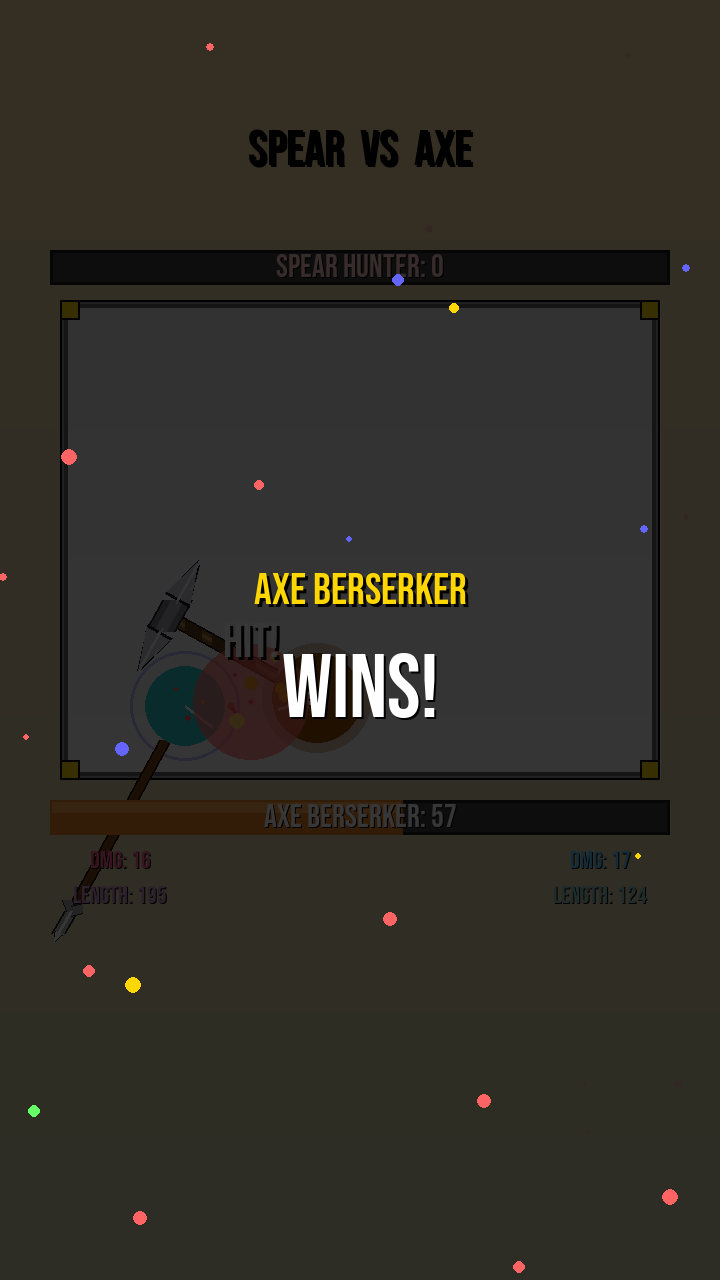 SPEAR VS AXE
SPEAR HUNTER: 0
AXE BERSERKER
HIT!
WINS!
AXE BERSERKER: 57
DMG: 16
DMG: 17
LENGTH: 195
LENGTH: 124